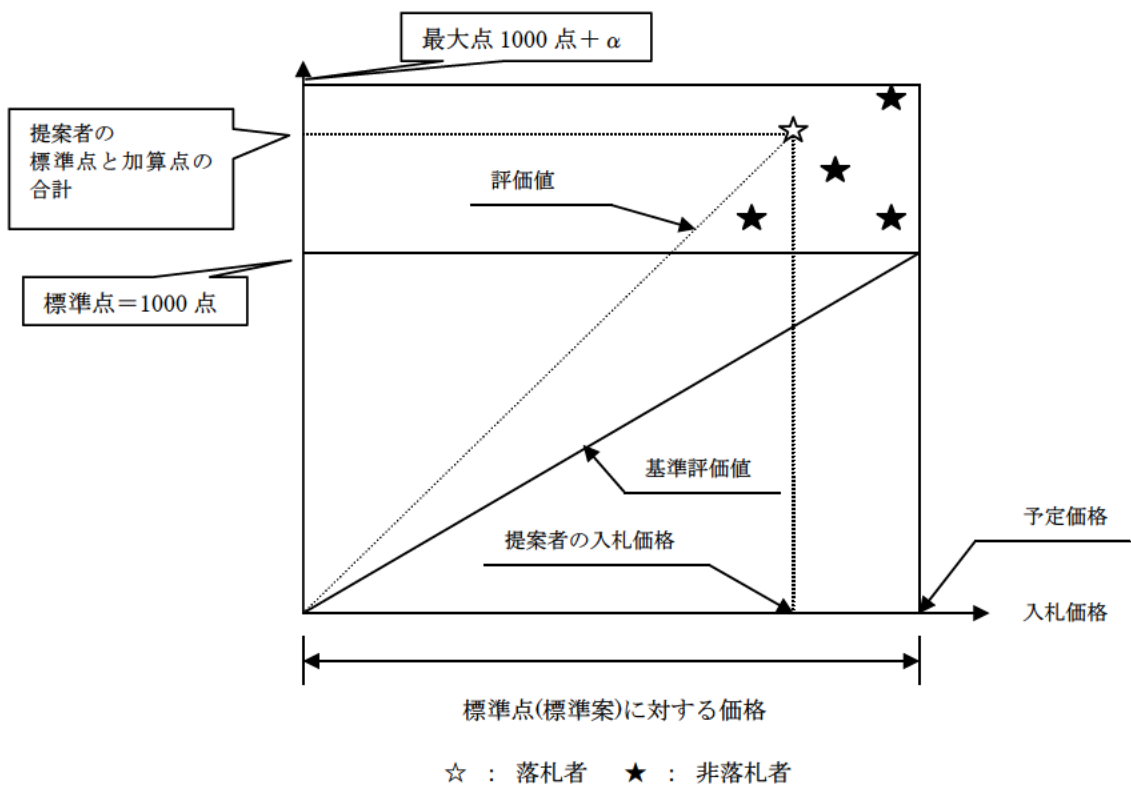 最大点 1000 点+α
提案者の
標準点と加算点の
合計
評価値
標準点=1000 点
基準評価値
予定価格
提案者の入札価格
入札価格
標準点(標準案)に対する価格
☆ : 落札者 ★ : 非落札者